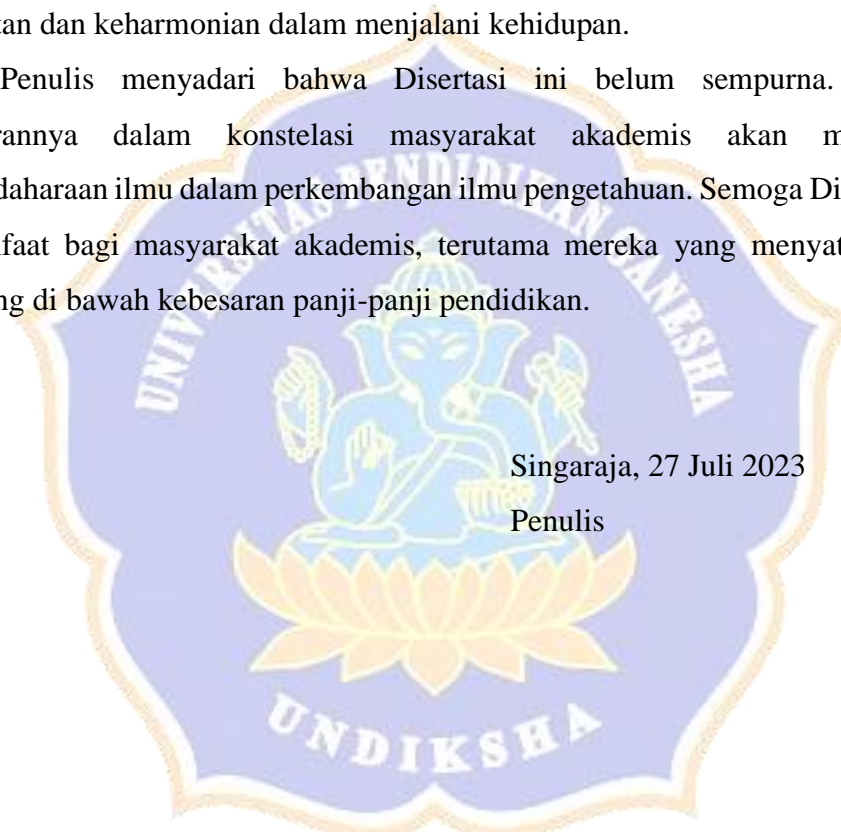 tan dan keharmonian dalam menjalani kehidupan.
Penulis menyadari bahwa Disertasi ini belum sempurna.
rannya dalam konstelasi masyarakat akademis akan m
daharaan ilmu dalam perkembangan ilmu pengetahuan. Semoga Di
faat bagi masyarakat akademis, terutama mereka yang menyat
ng di bawah kebesaran panji-panji pendidikan.
UNIVERSITAS PENDIDIKAN GANESHA
Singaraja, 27 Juli 2023
Penulis
UNDIKSHA